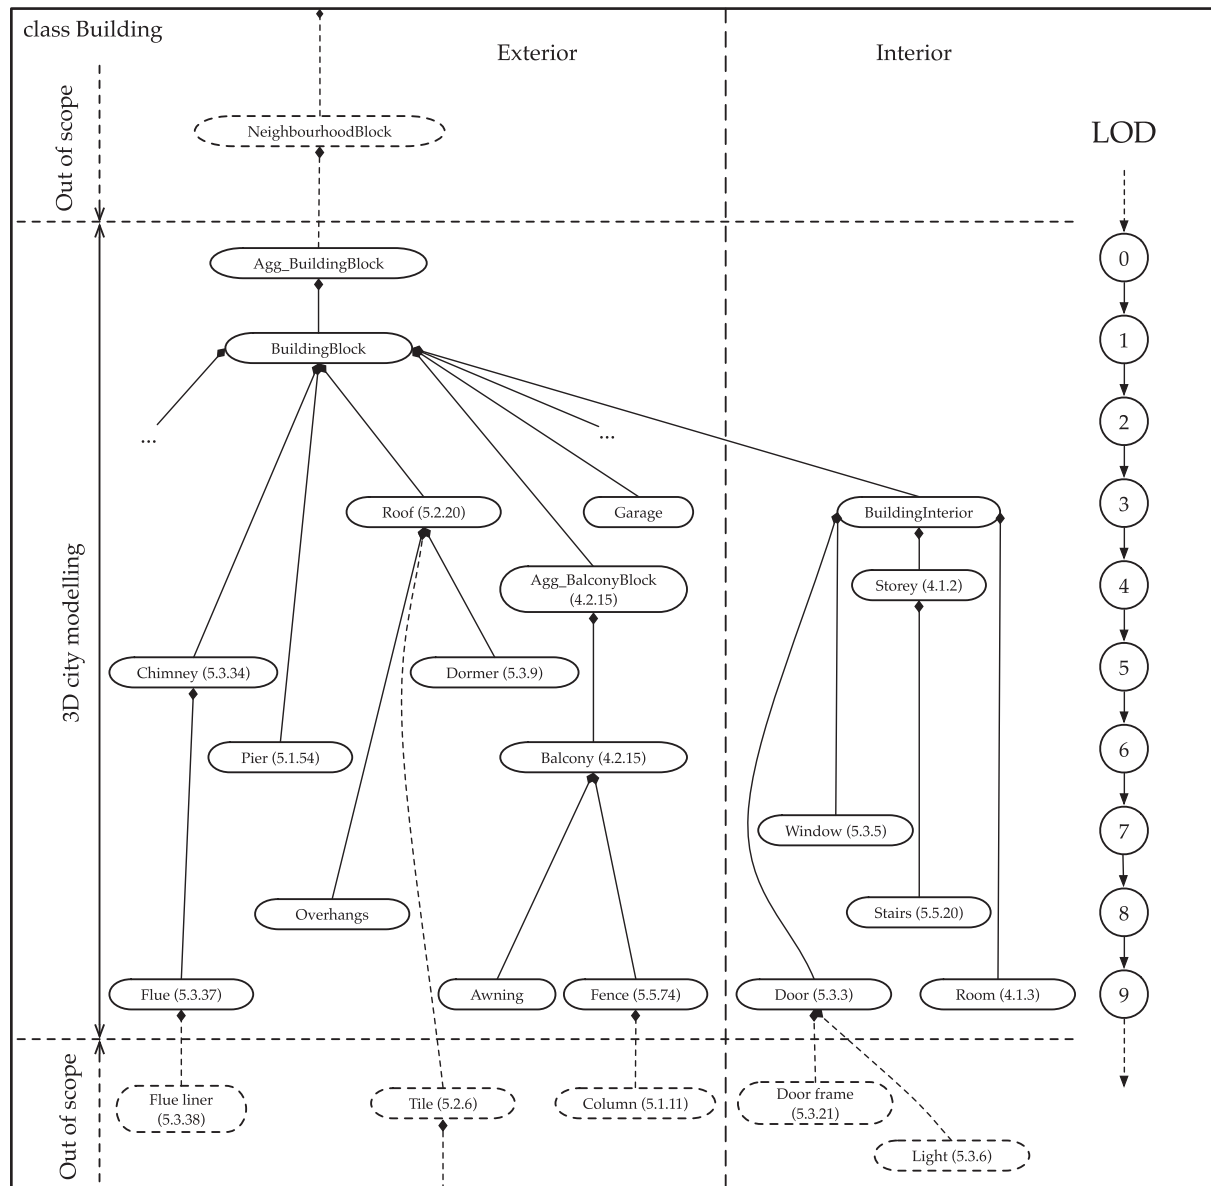 class Building
Exterior
Interior
Out of scope
NeighbourhoodBlock
LOD
Agg_BuildingBlock
0
BuildingBlock
1
...
...
2
Roof (5.2.20)
Garage
BuildingInterior
3
Agg_BalconyBlock
(4.2.15)
Storey (4.1.2)
4
3D city modelling
Chimney (5.3.34)
Dormer (5.3.9)
5
Pier (5.1.54)
Balcony (4.2.15)
6
Window (5.3.5)
7
Overhangs
Stairs (5.5.20)
8
Flue (5.3.37)
Awning
Fence (5.5.74)
Door (5.3.3)
Room (4.1.3)
9
Out of scope
Flue liner
(5.3.38)
Tile (5.2.6)
Column (5.1.11)
Door frame
(5.3.21)
Light (5.3.6)